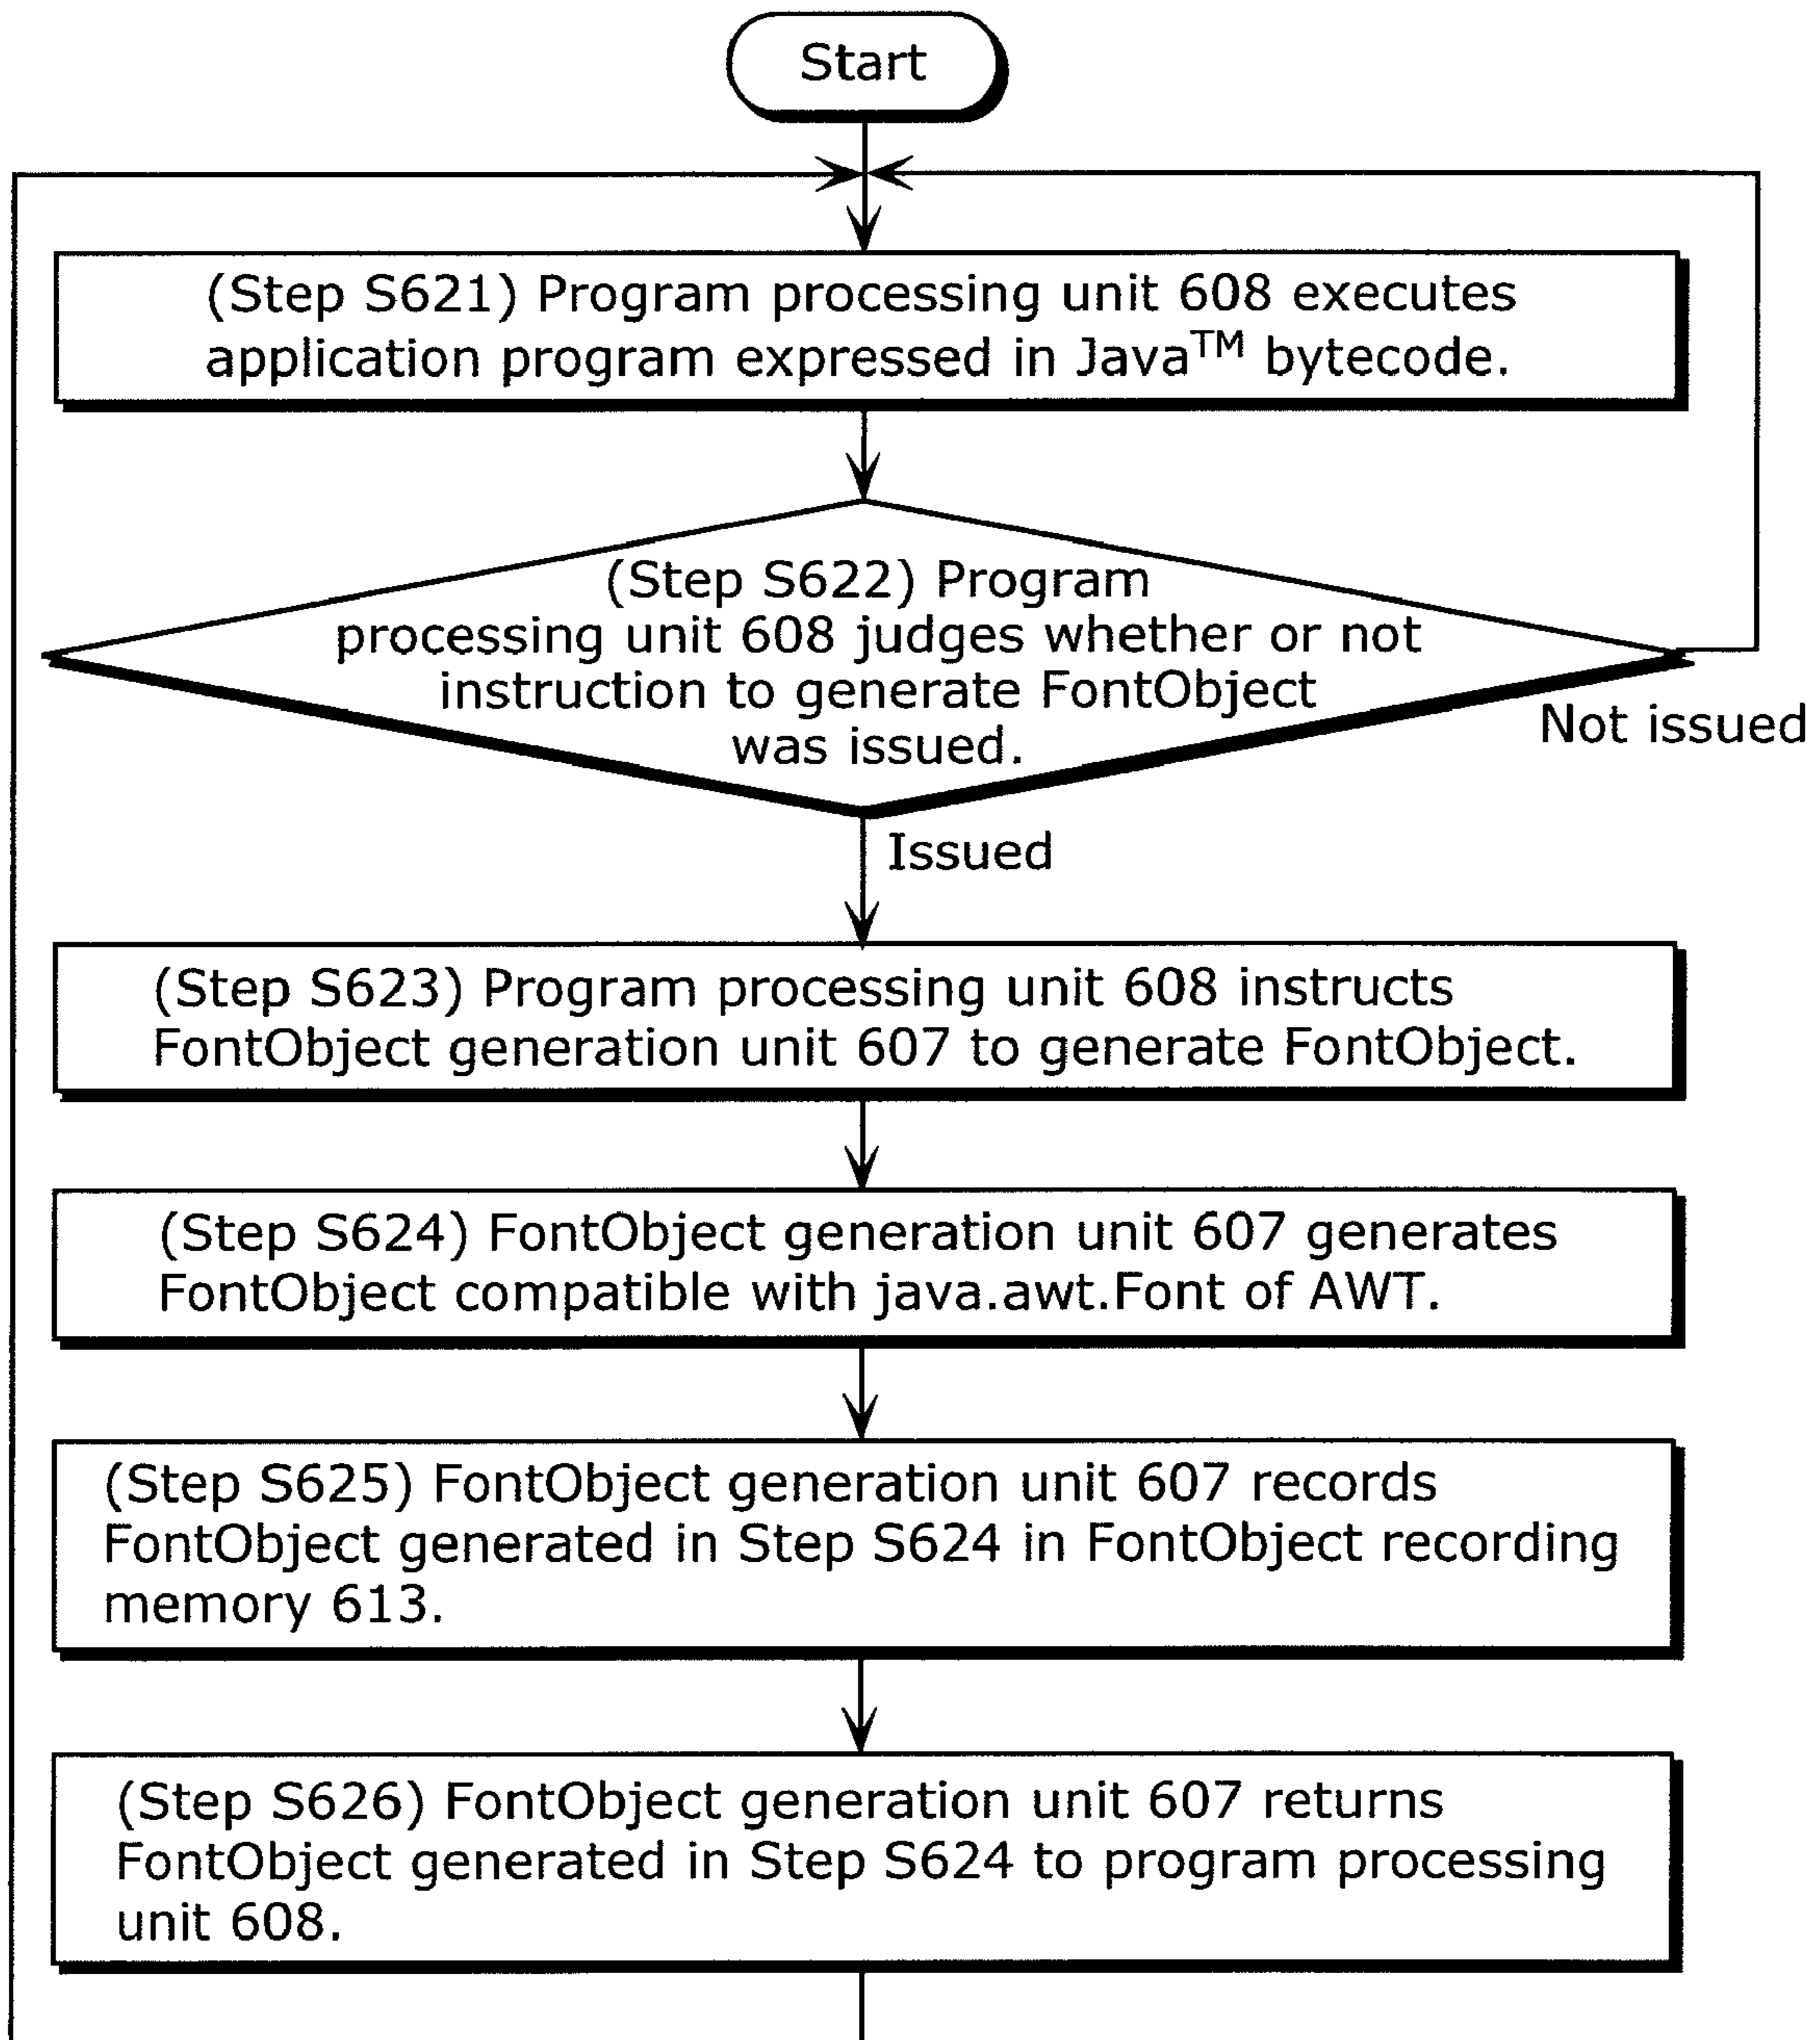 Start
(Step S621) Program processing unit 608 executes
application program expressed in Java™ bytecode.
(Step S622) Program
processing unit 608 judges whether or not
instruction to generate FontObject
was issued.
Not issued
Issued
(Step S623) Program processing unit 608 instructs
FontObject generation unit 607 to generate FontObject.
(Step S624) FontObject generation unit 607 generates
FontObject compatible with java.awt.Font of AWT.
(Step S625) FontObject generation unit 607 records
FontObject generated in Step S624 in FontObject recording
memory 613.
(Step S626) FontObject generation unit 607 returns
FontObject generated in Step S624 to program processing
unit 608.